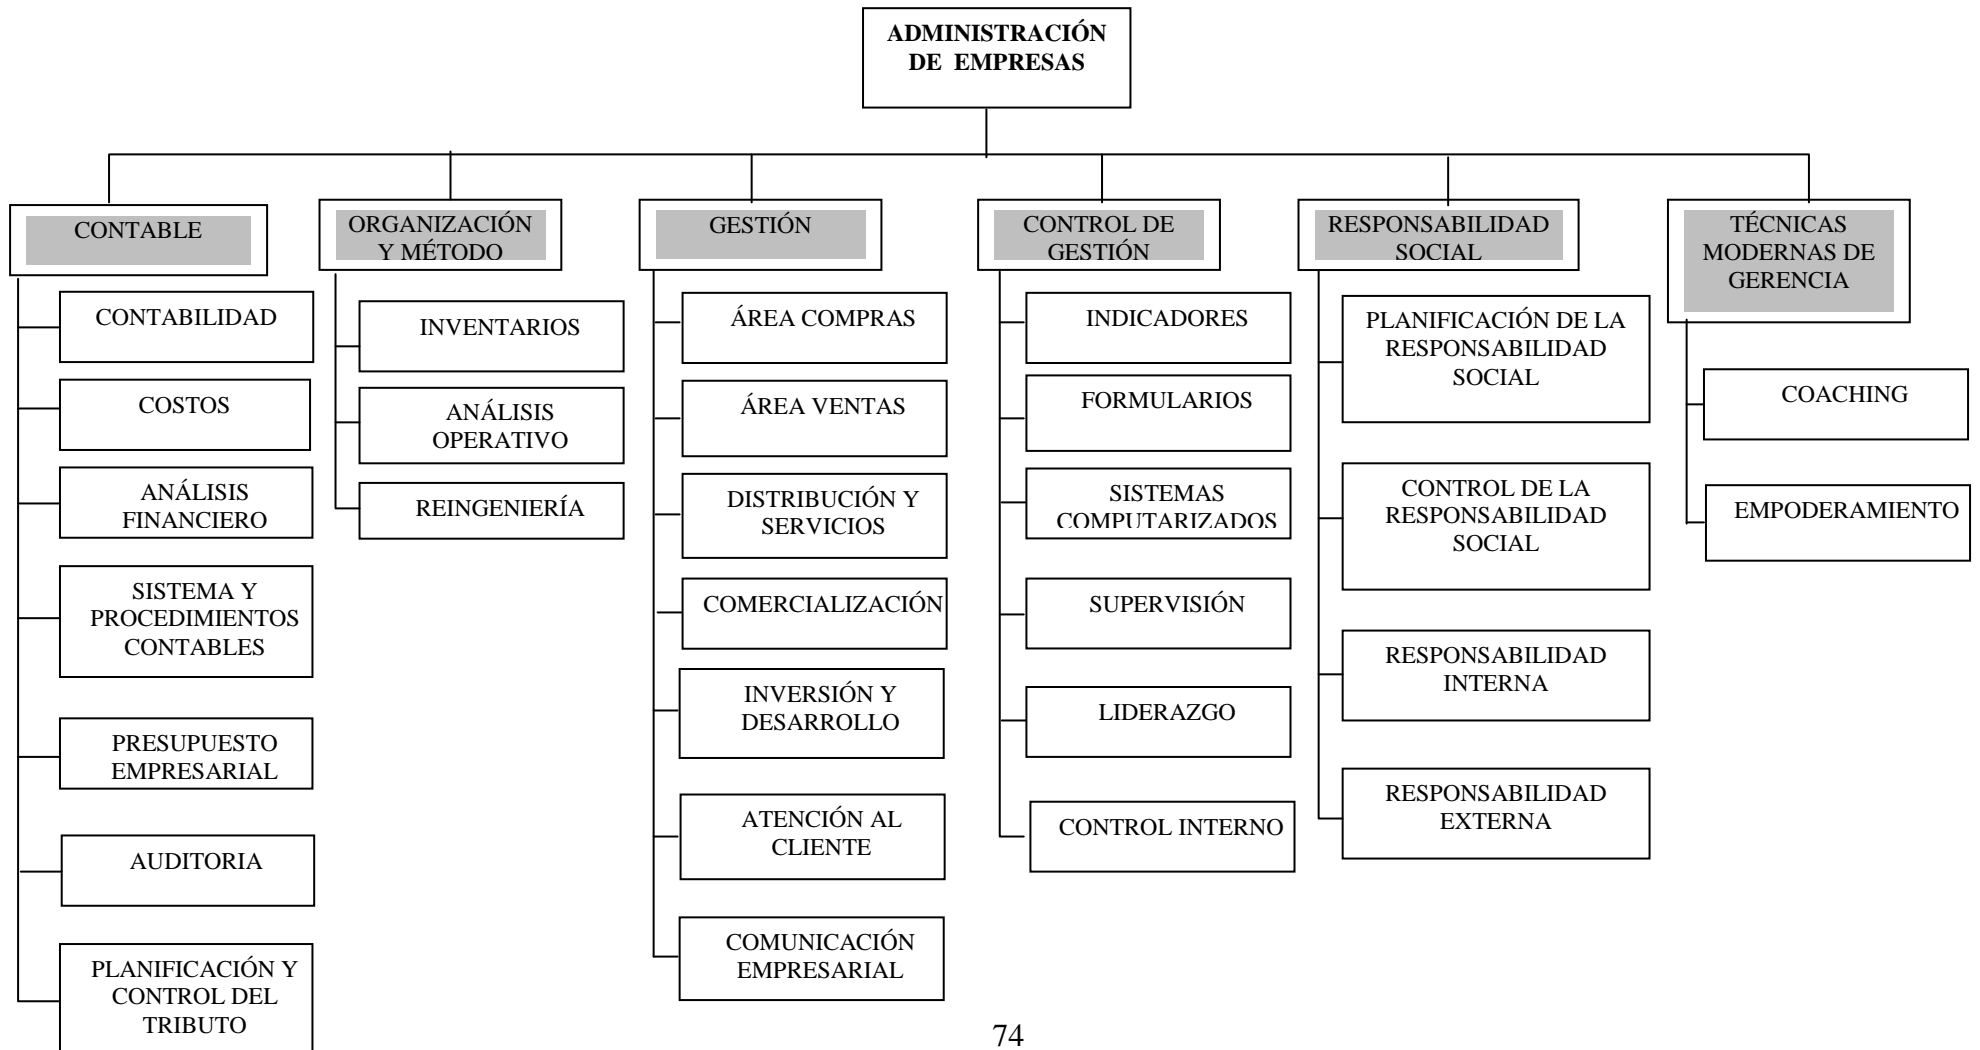 ADMINISTRACIÓN
DE EMPRESAS
CONTABLE
CONTABILIDAD
COSTOS
ANÁLISIS
FINANCIERO
SISTEMA Y
PROCEDIMIENTOS
CONTABLES
PRESUPUESTO
EMPRESARIAL
AUDITORIA
PLANIFICACIÓN Y
CONTROL DEL
TRIBUTO
ORGANIZACIÓN
Y MÉTODO
INVENTARIOS
ANÁLISIS
OPERATIVO
REINGENIERÍA
GESTIÓN
ÁREA COMPRAS
ÁREA VENTAS
DISTRIBUCIÓN Y
SERVICIOS
COMERCIALIZACIÓN
INVERSIÓN Y
DESARROLLO
ATENCIÓN AL
CLIENTE
COMUNICACIÓN
EMPRESARIAL
CONTROL DE
GESTIÓN
INDICADORES
FORMULARIOS
SISTEMAS
COMPUTARIZADOS
SUPERVISIÓN
LIDERAZGO
CONTROL INTERNO
RESPONSABILIDAD
SOCIAL
PLANIFICACIÓN DE LA
RESPONSABILIDAD
SOCIAL
CONTROL DE LA
RESPONSABILIDAD
SOCIAL
RESPONSABILIDAD
INTERNA
RESPONSABILIDAD
EXTERNA
TÉCNICAS
MODERNAS DE
GERENCIA
COACHING
EMPODERAMIENTO
74